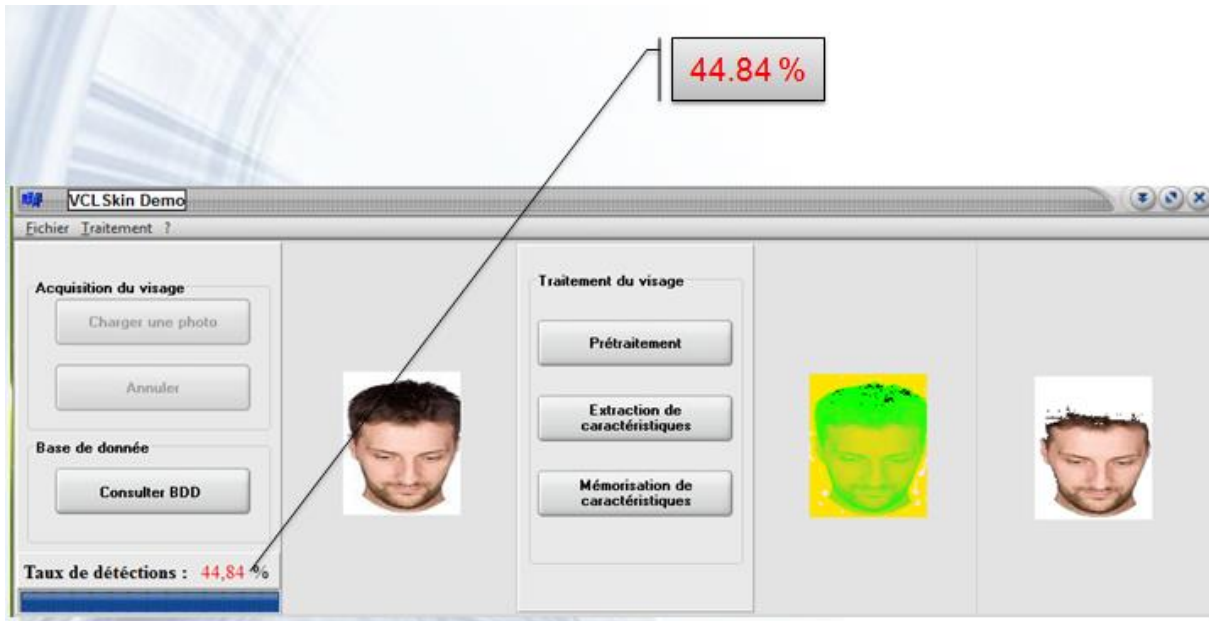 44.84 %
VCLSkin Demo
Fichier Traitement ?
Acquisition du visage
Charger une photo
Annuler
Base de donnée
Consulter BDD
Taux de détéctions : 44,84 %
Traitement du visage
Prétraitement
Extraction de
caractéristiques
Mémorisation de
caractéristiques